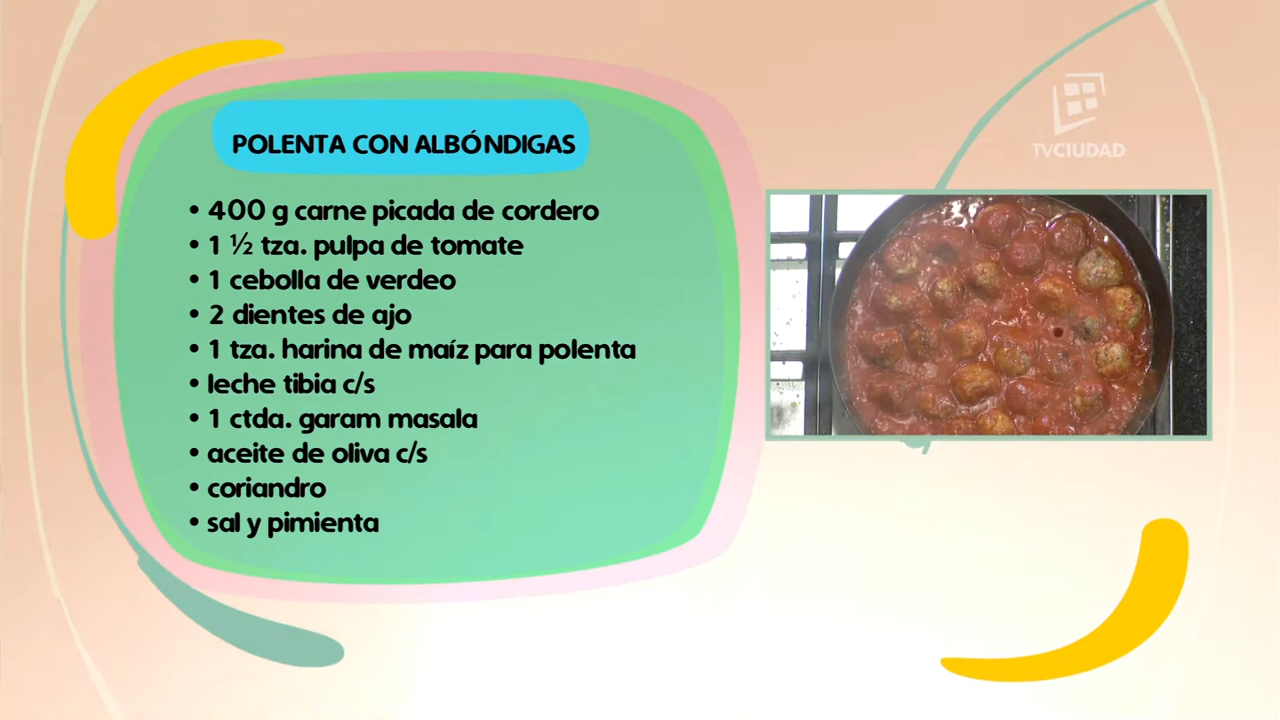 POLENTA CON ALBÓNDIGAS
• 400 g carne picada de cordero
• 1 ½ tza. pulpa de tomate
• 1 cebolla de verdeo
• 2 dientes de ajo
• 1 tza. harina de maíz para polenta
• leche tibia c/s
• 1 ctda. garam masala
• aceite de oliva c/s
• coriandro
• sal y pimienta
TVCIUDAD